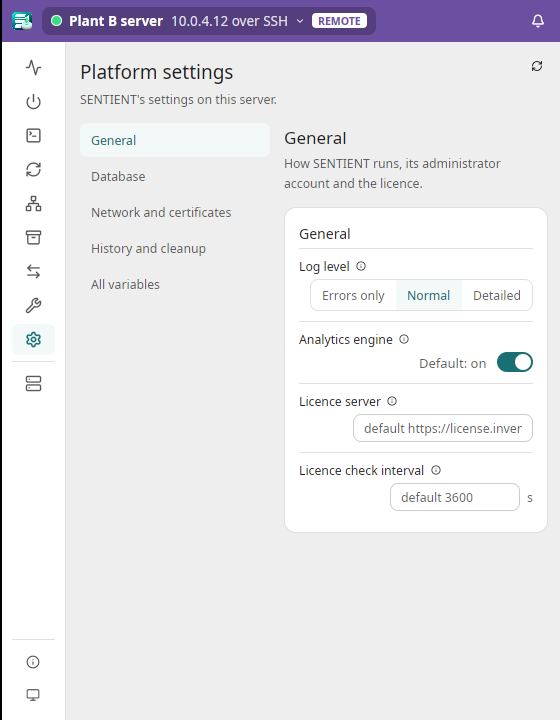 Plant B server 10.0.4.12 over SSH REMOTE
Platform settings
SENTIENT's settings on this server.
General
Database
Network and certificates
History and cleanup
All variables
General
How SENTIENT runs, its administrator
account and the licence.
General
Log level
Errors only Normal Detailed
Analytics engine
Default: on
Licence server
default https://license.inver
Licence check interval
default 3600 s